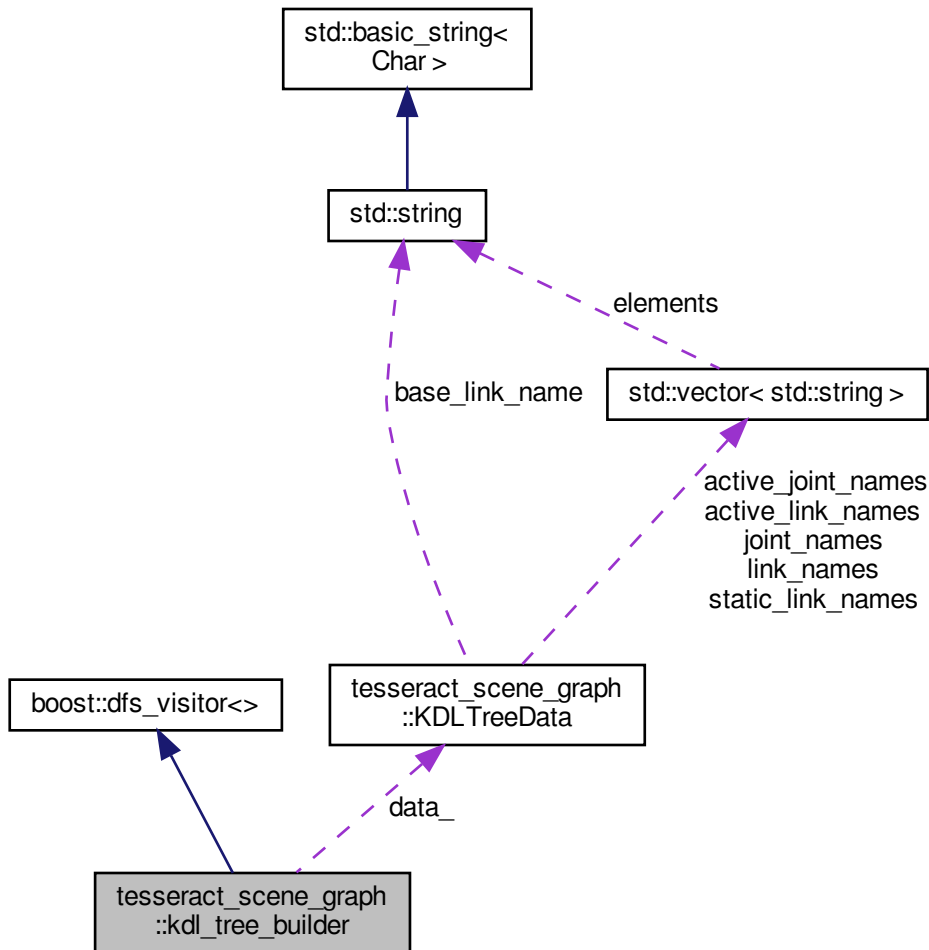 std::basic_string<
Char >
std::string
elements
std::vector< std::string >
base_link_name
active_joint_names
active_link_names
joint_names
link_names
static_link_names
tesseract_scene_graph
::KDLTreeData
boost::dfs_visitor<>
data_
tesseract_scene_graph
::kdl_tree_builder